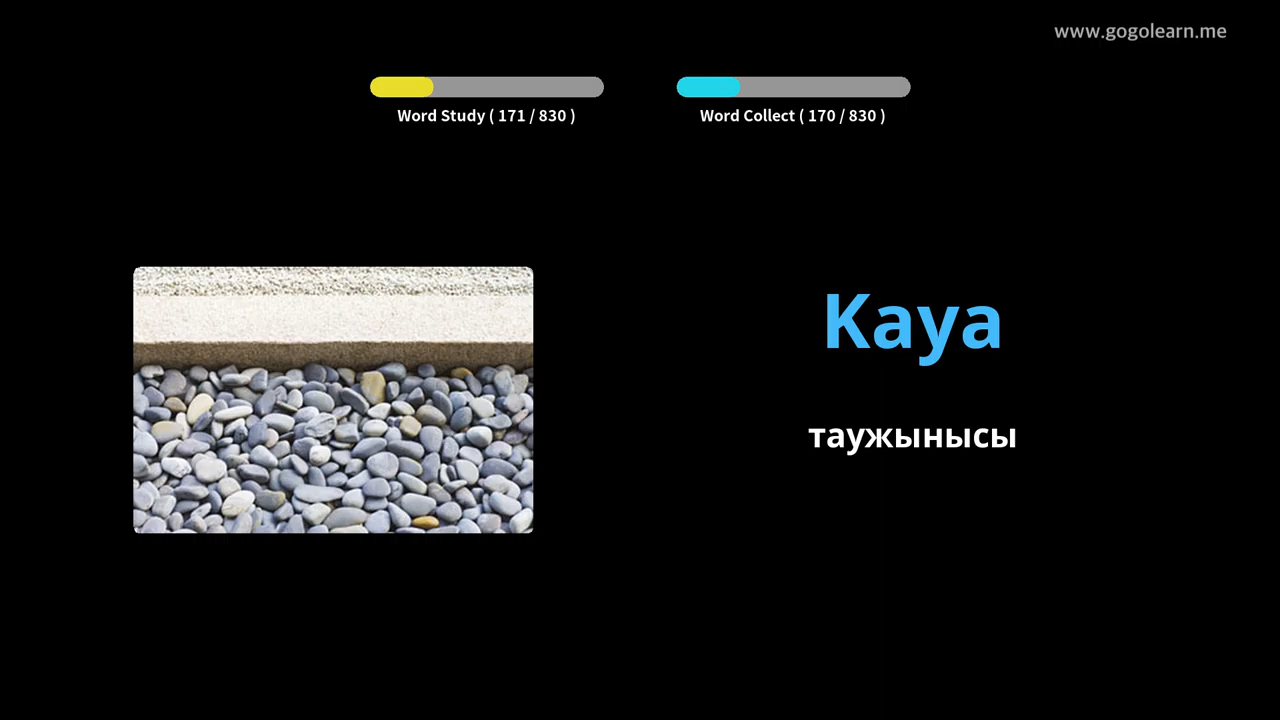 www.gogolearn.me
Word Study ( 171 / 830 )
Word Collect ( 170 / 830 )
Kaya
таужынысы